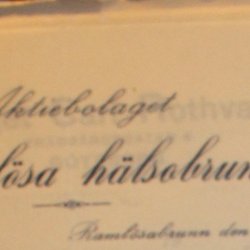 Aktiebolaget
lösa hälsobrun
Ramlösabrunn den